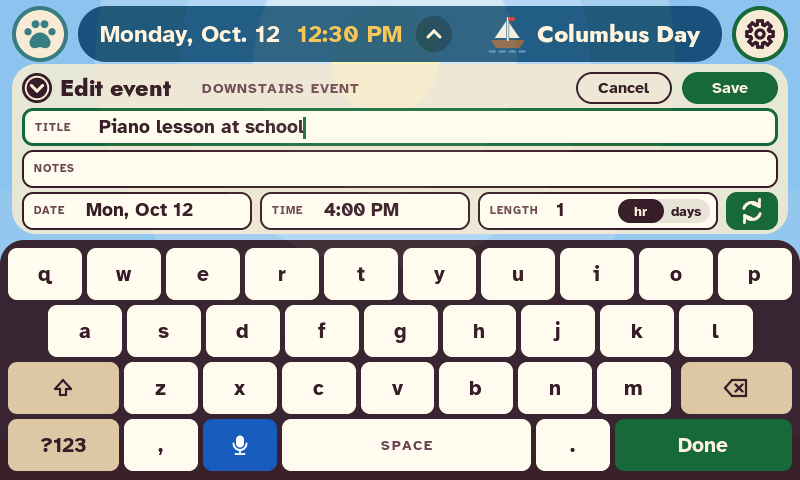 Monday, Oct. 12 12:30 PM Columbus Day
Edit event DOWNSTAIRS EVENT Cancel Save
TITLE Piano lesson at school
NOTES
DATE Mon, Oct 12 TIME 4:00 PM LENGTH 1 hr days
q w e r t y u i o p
a s d f g h j k l
z x c v b n m
?123 , SPACE . Done